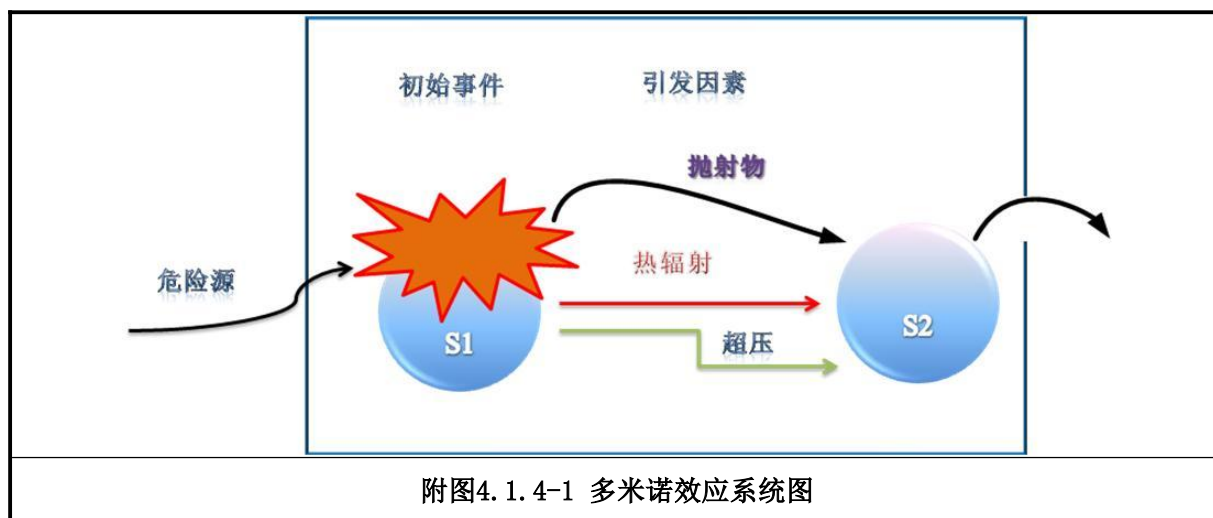 初始事件
引发因素
抛射物
危险源
热辐射
S1
超压
S2
附图4.1.4-1 多米诺效应系统图